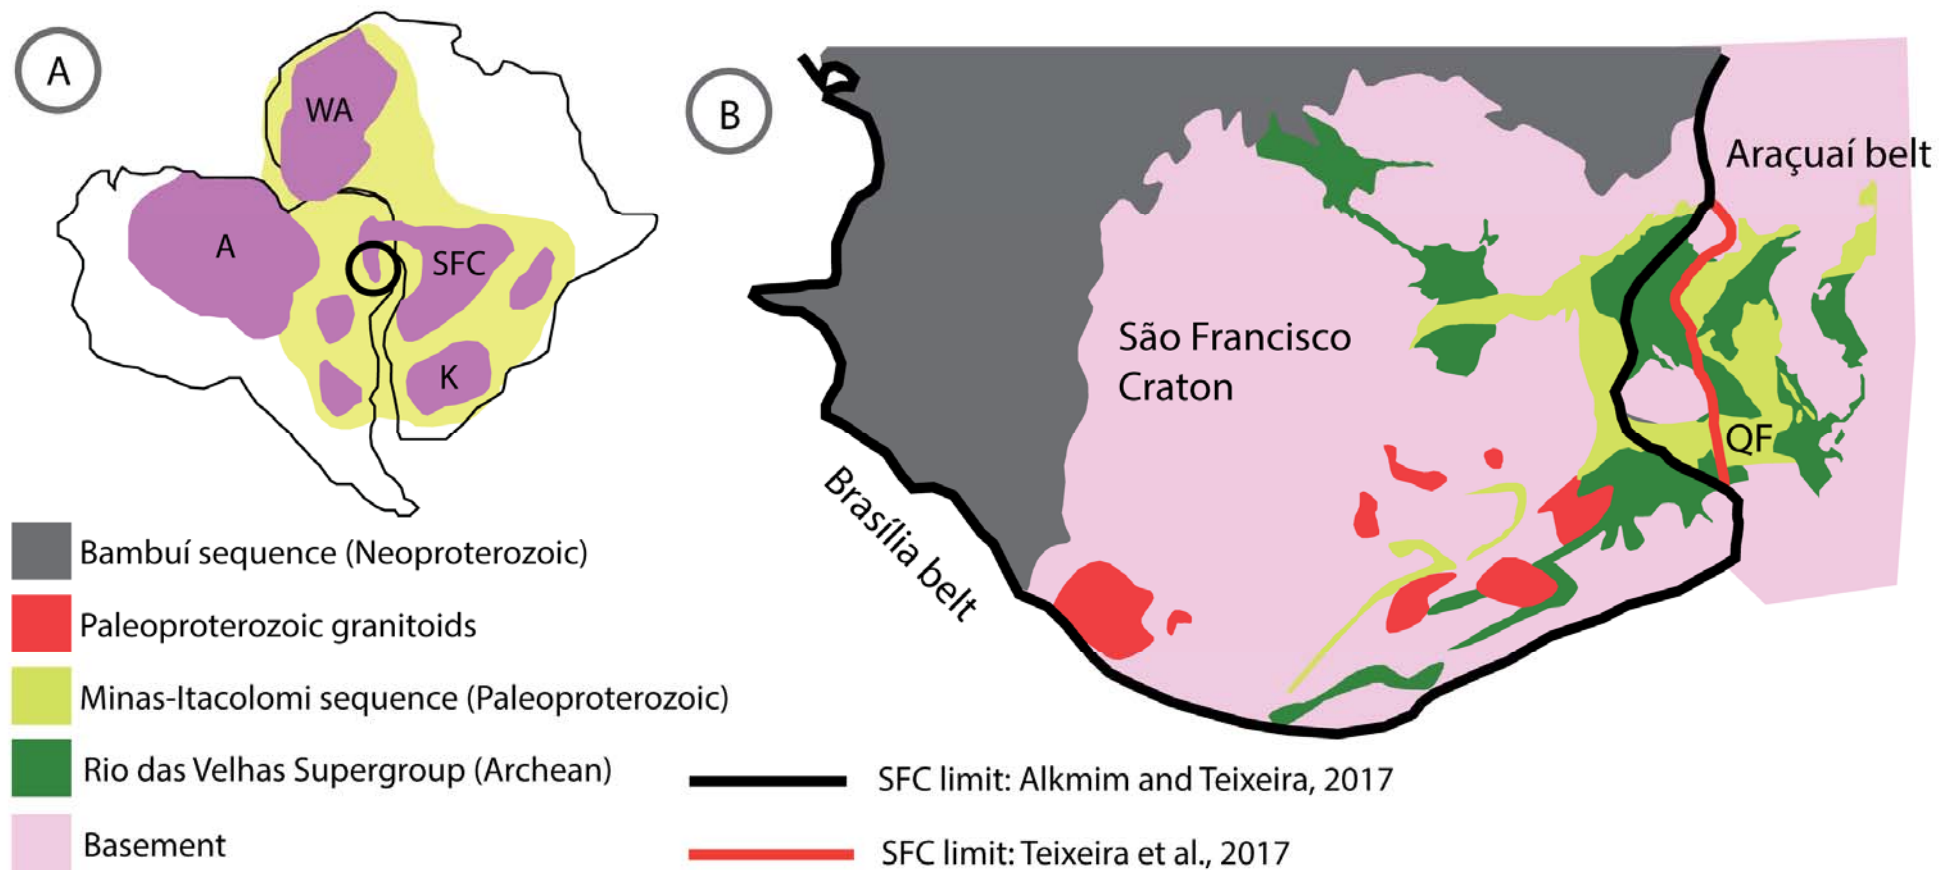 A
WA
A
SFC
K
B
Araçuaí belt
São Francisco
Craton
QF
Brasília belt
Bambuí sequence (Neoproterozoic)
Paleoproterozoic granitoids
Minas-Itacolomi sequence (Paleoproterozoic)
Rio das Velhas Supergroup (Archean)
Basement
SFC limit: Alkmim and Teixeira, 2017
SFC limit: Teixeira et al., 2017